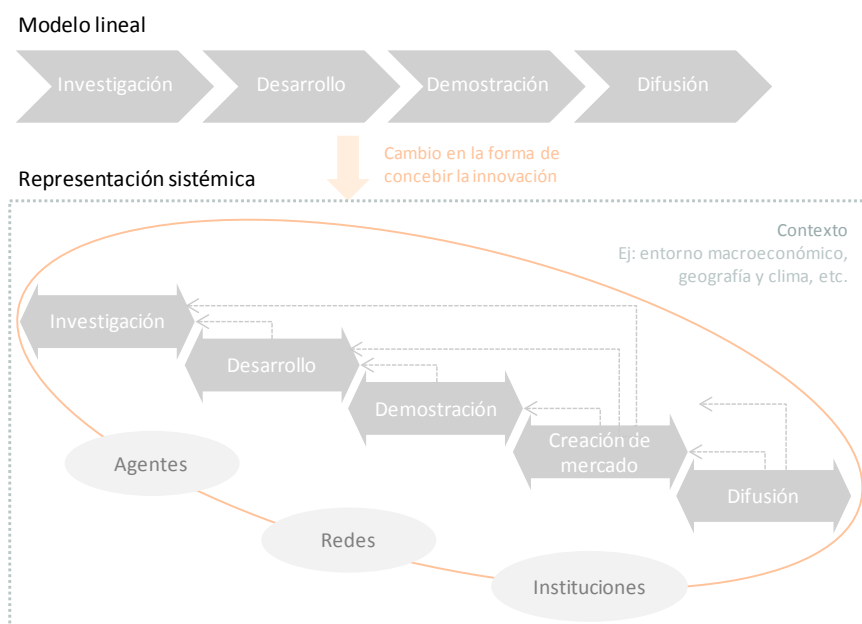 Modelo lineal
Investigación
Desarrollo
Demostración
Difusión
Cambio en la forma de
concebir la innovación
Representación sistémica
Contexto
Ej: entorno macroeconómico,
geografía y clima, etc.
Investigación
Desarrollo
Demostración
Creación de
mercado
Difusión
Agentes
Redes
Instituciones